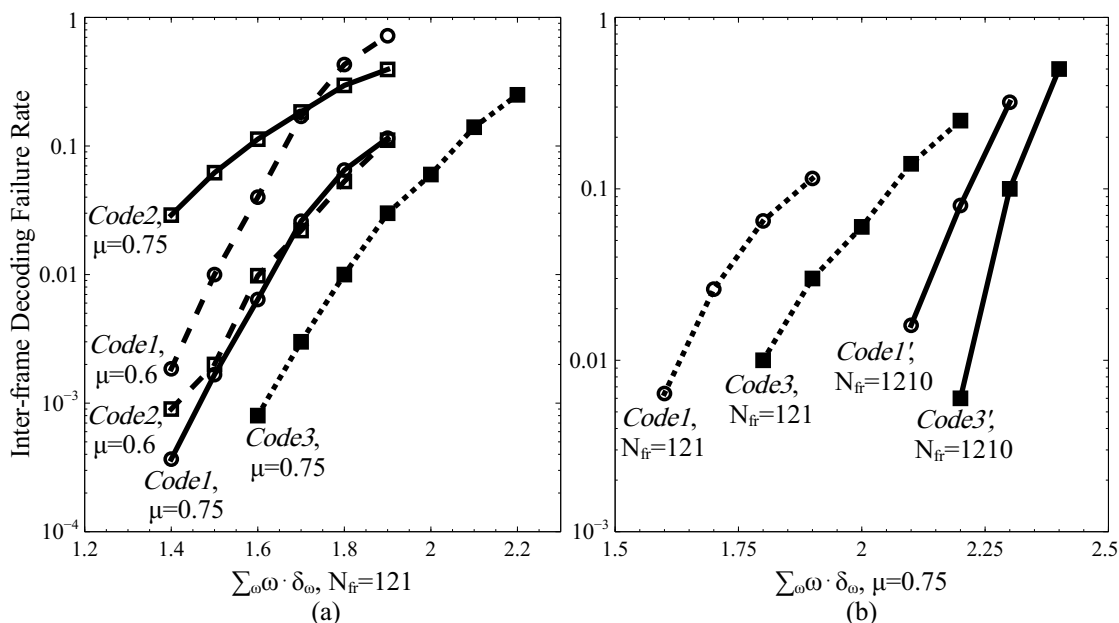 Inter-frame Decoding Failure Rate
1
0.1
0.01
10⁻³
10⁻⁴
Code2,
μ=0.75
Code1,
μ=0.6
Code2,
μ=0.6
Code1,
μ=0.75
Code3,
μ=0.75
1.2
1.4
1.6
1.8
2
2.2
∑ωω·δω, Nfr=121
(a)
1
0.1
0.01
10⁻³
Code1,
Nfr=121
Code3,
Nfr=121
Code1',
Nfr=1210
Code3',
Nfr=1210
1.5
1.75
2
2.25
2.5
∑ωω·δω, μ=0.75
(b)